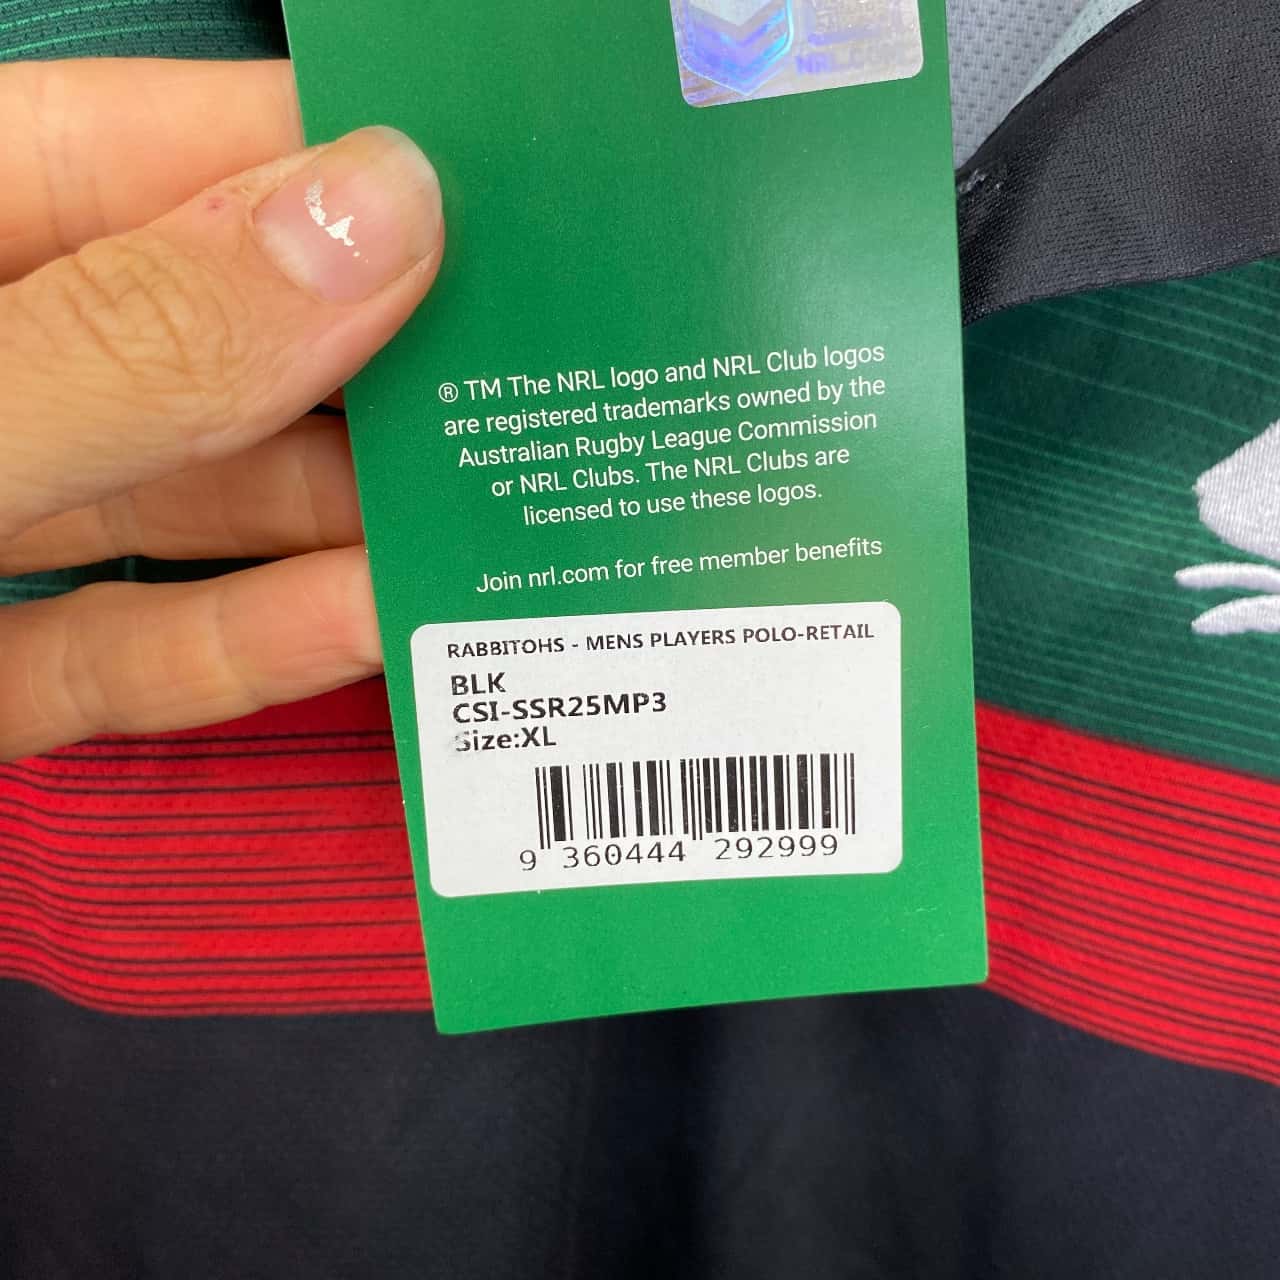 NRL.COM
® TM The NRL logo and NRL Club logos
are registered trademarks owned by the
Australian Rugby League Commission
or NRL Clubs. The NRL Clubs are
licensed to use these logos.
Join nrl.com for free member benefits
RABBITOHS - MENS PLAYERS POLO-RETAIL
BLK
CSI-SSR25MP3
Size:XL
9 360444 292999